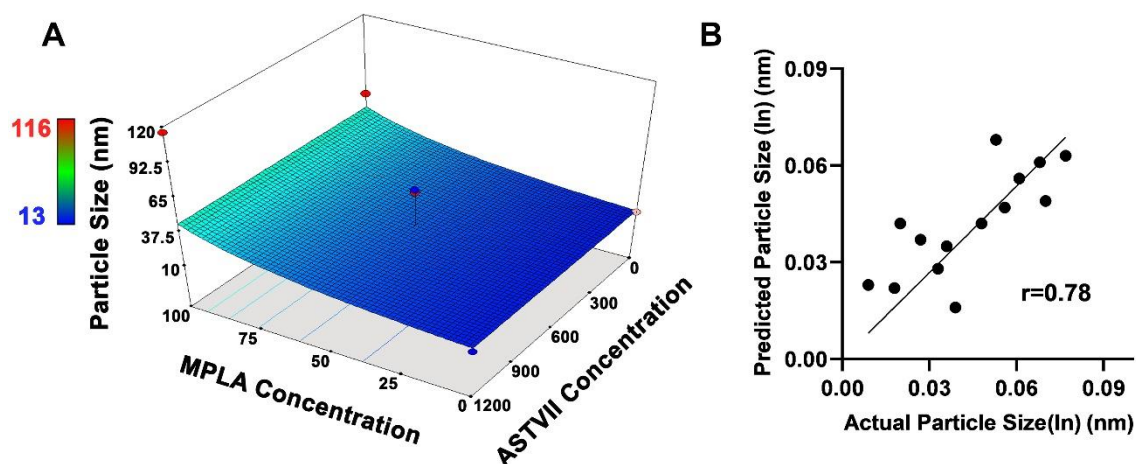 A
116
13
Particle Size (nm)
120
92.5
65
37.5
10
100
75
50
25
0
MPLA Concentration
1200
900
600
300
0
ASTVII Concentration
B
Predicted Particle Size (ln) (nm)
0.09
0.06
0.03
0.00
r=0.78
0.00 0.03 0.06 0.09
Actual Particle Size(ln) (nm)